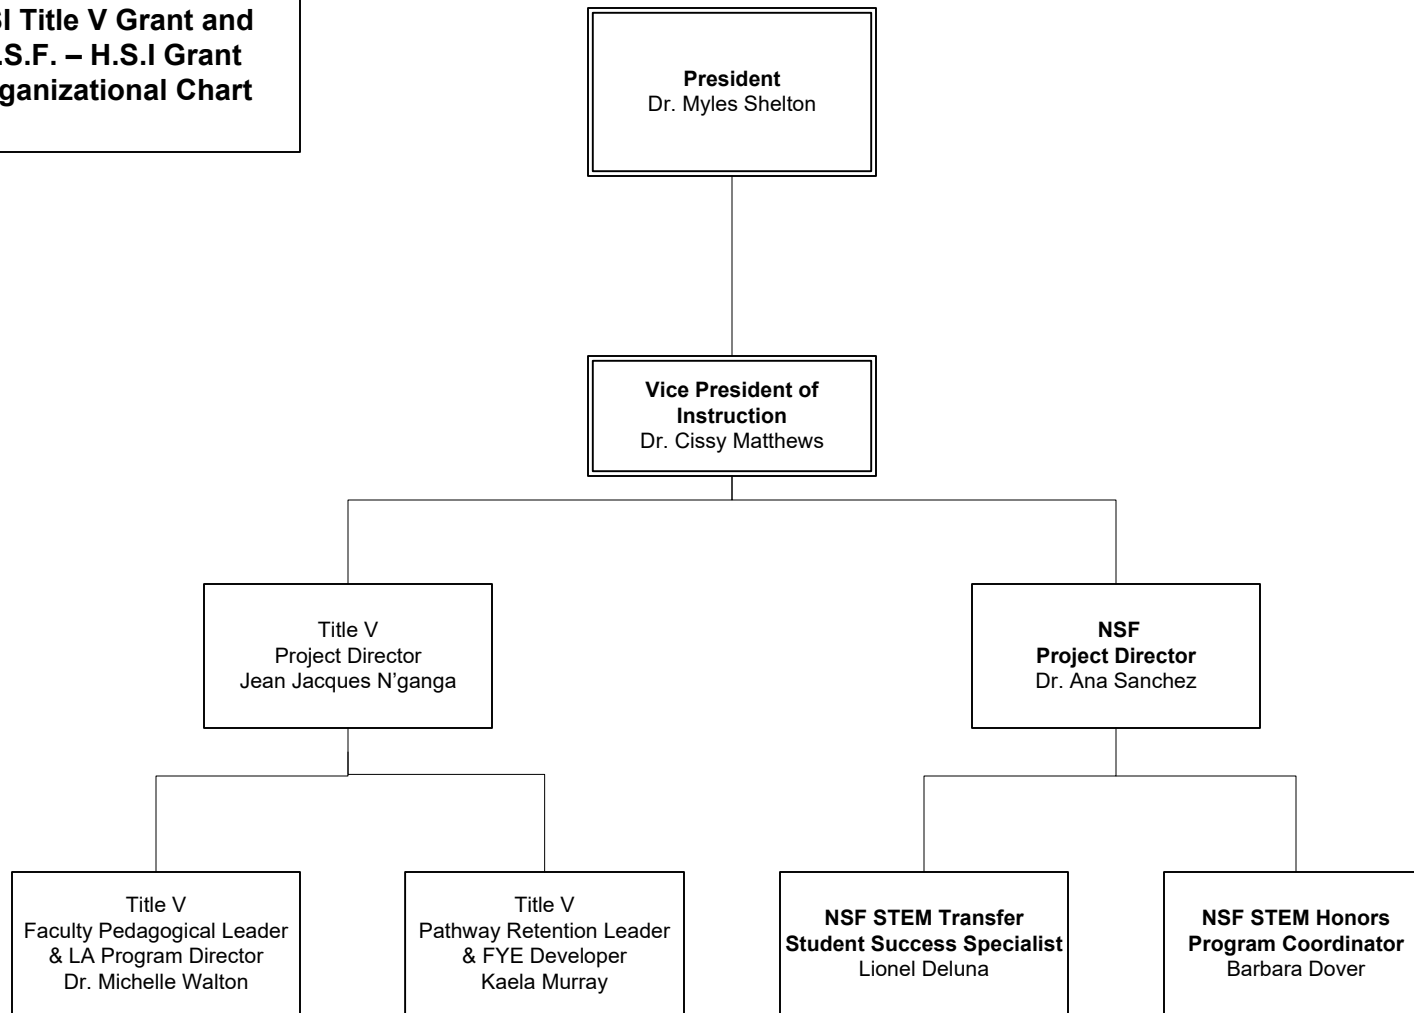 SI Title V Grant and
.S.F. – H.S.I Grant
ganizational Chart
President
Dr. Myles Shelton
Vice President of
Instruction
Dr. Cissy Matthews
Title V
Project Director
Jean Jacques N’ganga
NSF
Project Director
Dr. Ana Sanchez
Title V
Faculty Pedagogical Leader
& LA Program Director
Dr. Michelle Walton
Title V
Pathway Retention Leader
& FYE Developer
Kaela Murray
NSF STEM Transfer
Student Success Specialist
Lionel Deluna
NSF STEM Honors
Program Coordinator
Barbara Dover